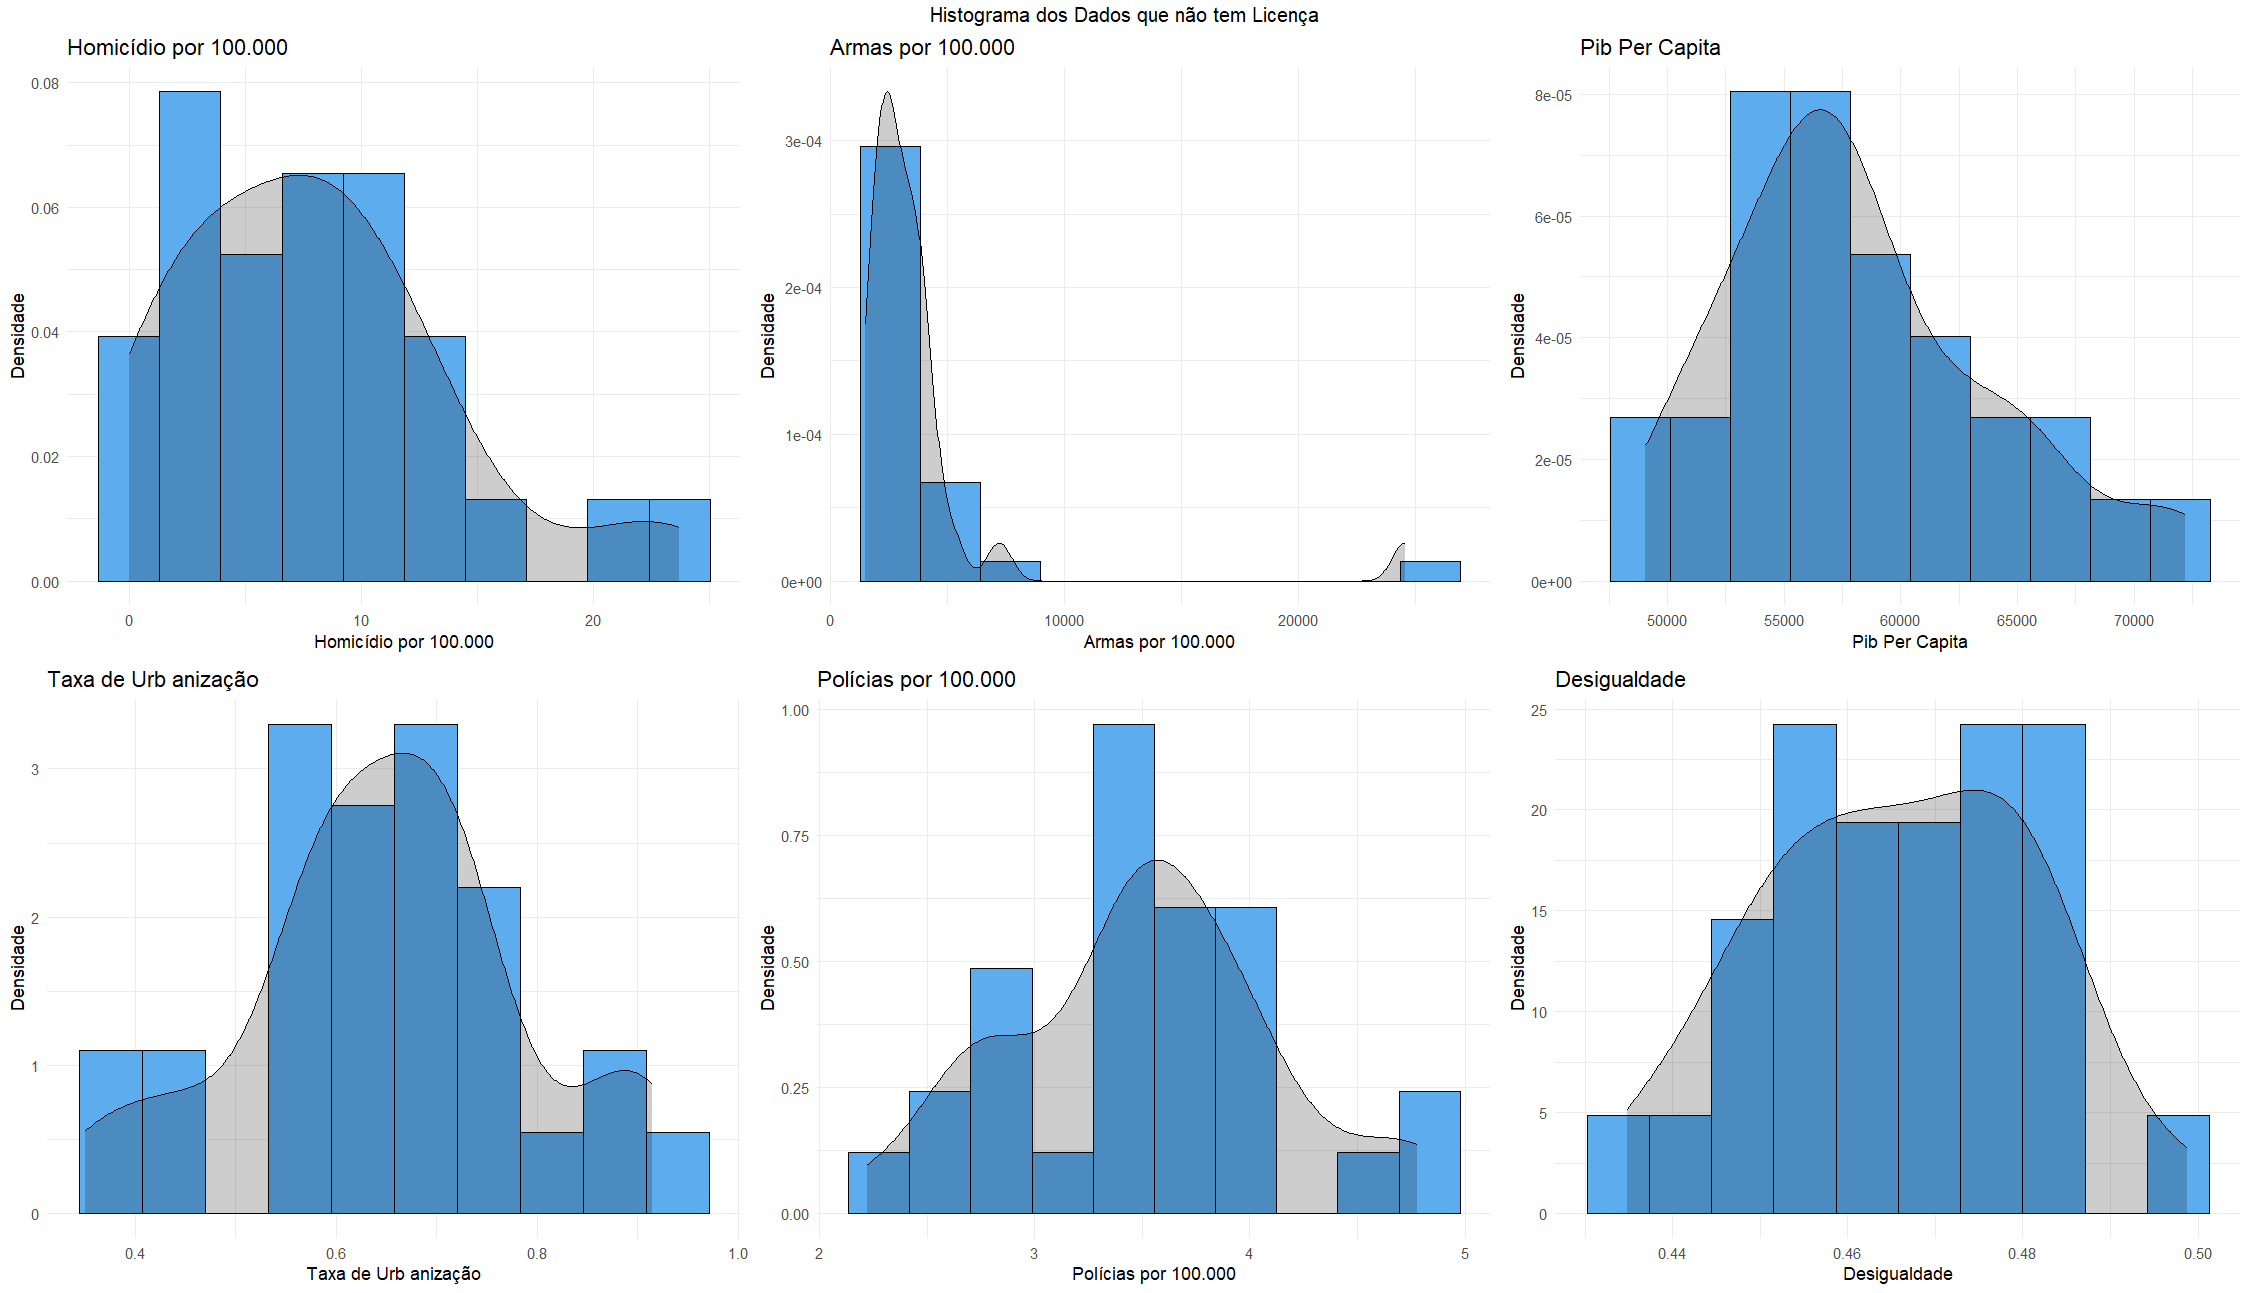 Histograma dos Dados que não tem Licença
Homicídio por 100.000
0.08
0.06
0.04
0.02
0.00
Densidade
0 10 20
Homicídio por 100.000
Armas por 100.000
3e-04
2e-04
1e-04
0e+00
Densidade
0 10000 20000
Armas por 100.000
Pib Per Capita
8e-05
6e-05
4e-05
2e-05
0e+00
Densidade
50000 55000 60000 65000 70000
Pib Per Capita
Taxa de Urb anização
3
2
1
0
Densidade
0.4 0.6 0.8 1.0
Taxa de Urb anização
Polícias por 100.000
1.00
0.75
0.50
0.25
0.00
Densidade
2 3 4 5
Polícias por 100.000
Desigualdade
25
20
15
10
5
0
Densidade
0.44 0.46 0.48 0.50
Desigualdade